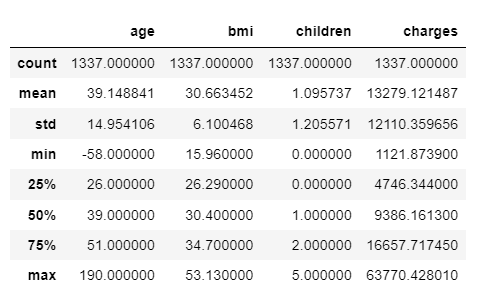 age bmi children charges
count 1337.000000 1337.000000 1337.000000 1337.000000
mean 39.148841 30.663452 1.095737 13279.121487
std 14.954106 6.100468 1.205571 12110.359656
min -58.000000 15.960000 0.000000 1121.873900
25% 26.000000 26.290000 0.000000 4746.344000
50% 39.000000 30.400000 1.000000 9386.161300
75% 51.000000 34.700000 2.000000 16657.717450
max 190.000000 53.130000 5.000000 63770.428010